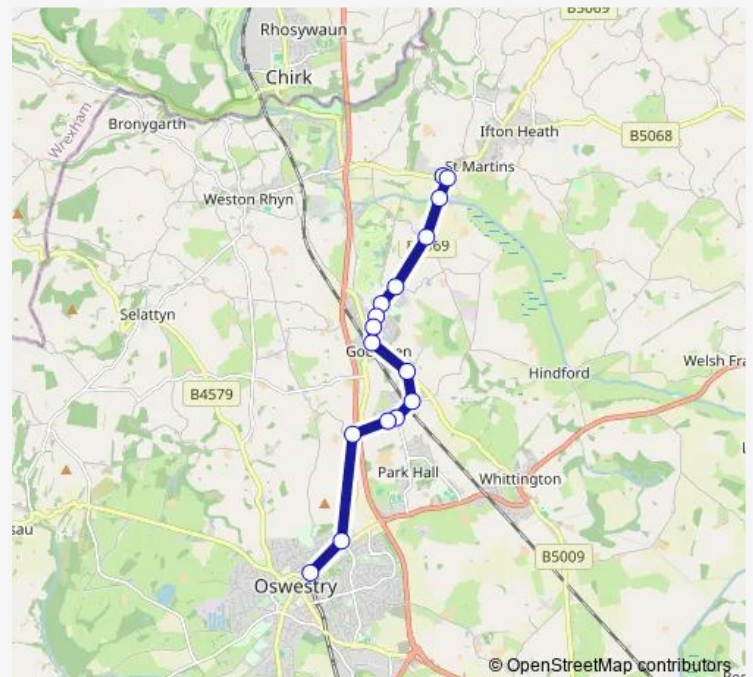 B5069
Rhosywaun
Chirk
Bronygarth
Ifton Heath
B5068
Wrexham
St Martins
Weston Rhyn
Selattyn
Hindford
Welsh Fra
B4579
Park Hall
Whittington
sau
B5009
Oswestry
© OpenStreetMap contributors